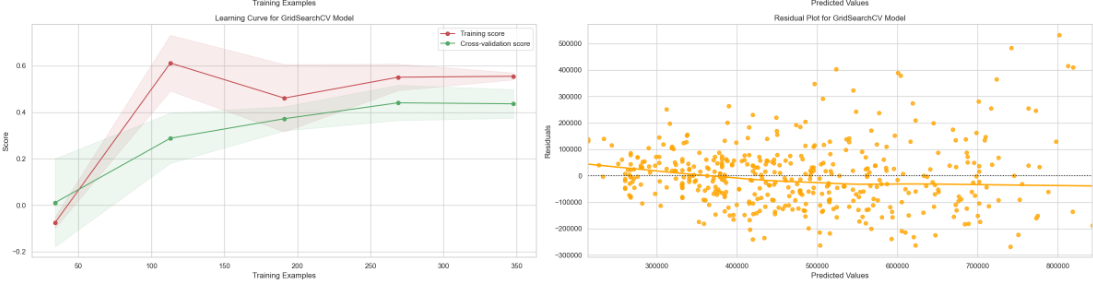 Training Examples
Predicted Values
Learning Curve for GridSearchCV Model
Residual Plot for GridSearchCV Model
Training score
Cross-validation score
0.6
0.4
0.2
0.0
−0.2
Score
50
100
150
200
250
300
350
Training Examples
500000
400000
300000
200000
100000
0
−100000
−200000
−300000
Residuals
300000
400000
500000
600000
700000
800000
Predicted Values